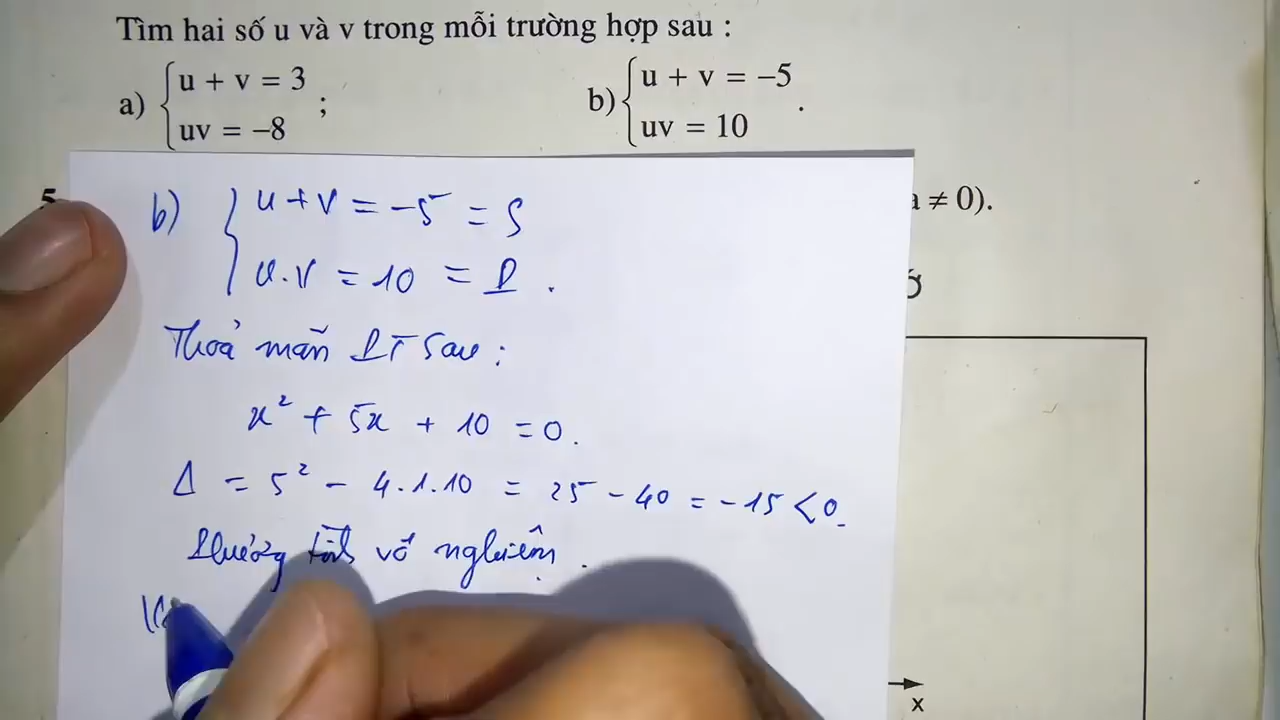 Tìm hai số u và v trong mỗi trường hợp sau :
a) { u + v = 3
uv = –8 ;
b) { u + v = –5
uv = 10 .
5
a ≠ 0).
b) { u + v = -5 = S
u.v = 10 = P .
Thoả mãn PT sau :
x² + 5x + 10 = 0 .
Δ = 5² - 4.1.10 = 25 - 40 = -15 < 0 .
Phương trình vô nghiệm .
x